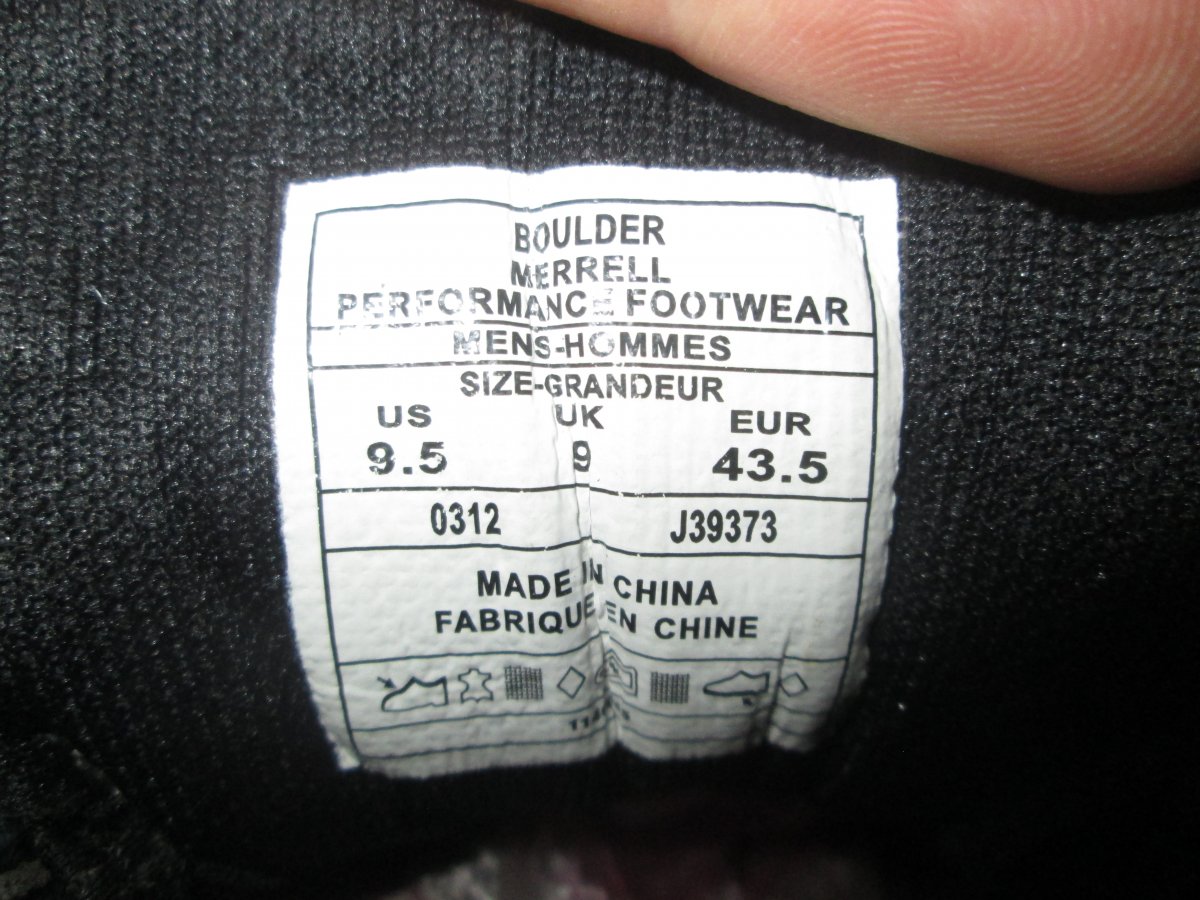 BOULDER
MERRELL
PERFORMANCE FOOTWEAR
MENS-HOMMES
SIZE-GRANDEUR
US UK EUR
9.5 9 43.5
0312 J39373
MADE IN CHINA
FABRIQUE EN CHINE